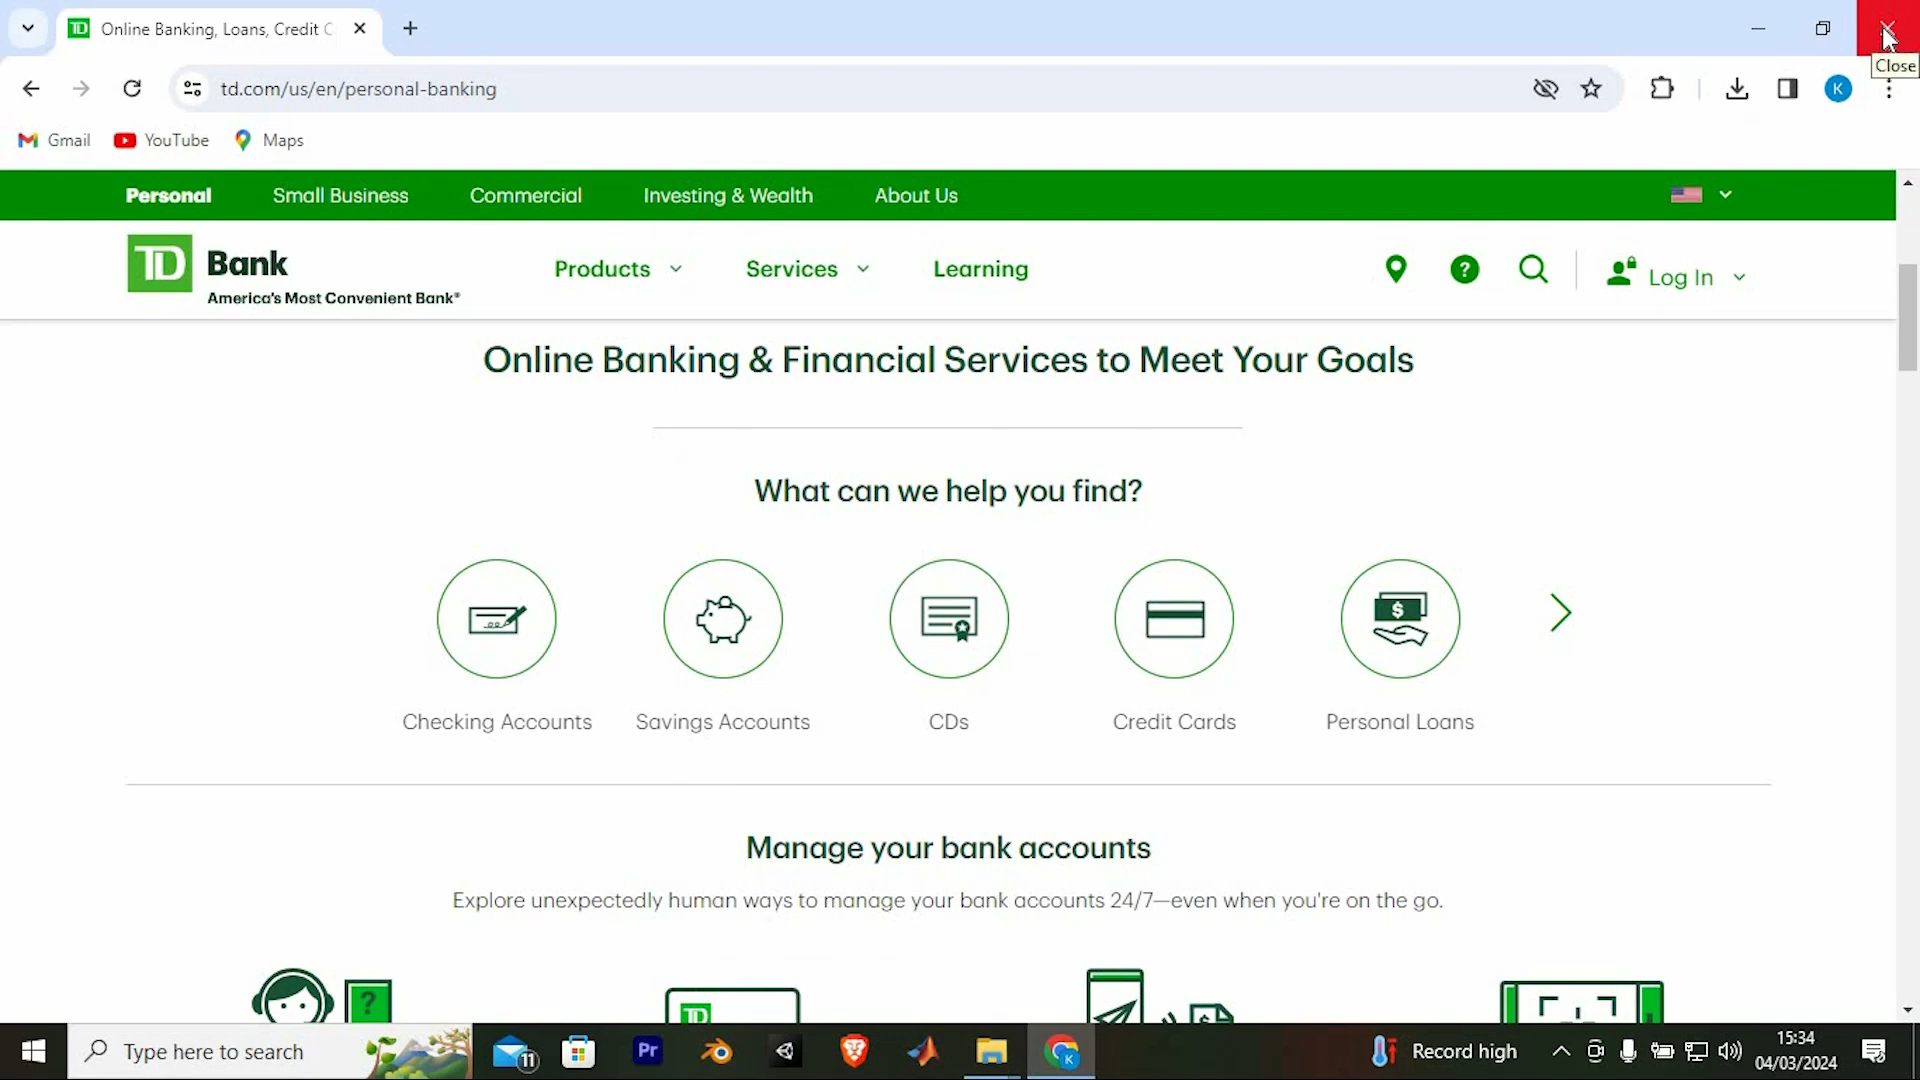 Online Banking, Loans, Credit C
Close
td.com/us/en/personal-banking
K
Gmail
YouTube
Maps
Personal
Small Business
Commercial
Investing & Wealth
About Us
TD Bank
America's Most Convenient Bank®
Products
Services
Learning
?
Log In
Online Banking & Financial Services to Meet Your Goals
What can we help you find?
$
Checking Accounts
Savings Accounts
CDs
Credit Cards
Personal Loans
Manage your bank accounts
Explore unexpectedly human ways to manage your bank accounts 24/7—even when you're on the go.
?
TD
Type here to search
11
Pr
K
Record high
15:34
04/03/2024